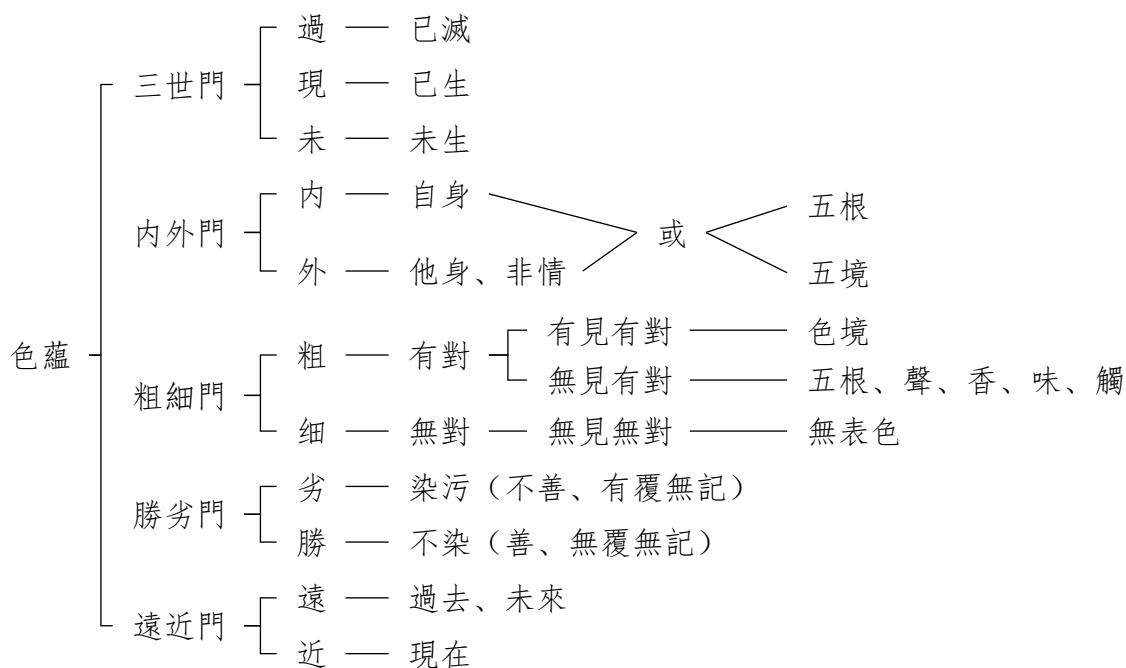 過 已滅
三世門 現 已生
未 未生
内 自身
内外門 或 五根 五境
外 他身、非情
色蘊
有見有對 色境
粗 有對
無見有對 五根、聲、香、味、觸
粗細門
细 無對 無見無對 無表色
劣 染污（不善、有覆無記）
勝劣門
勝 不染（善、無覆無記）
遠 過去、未來
遠近門
近 現在